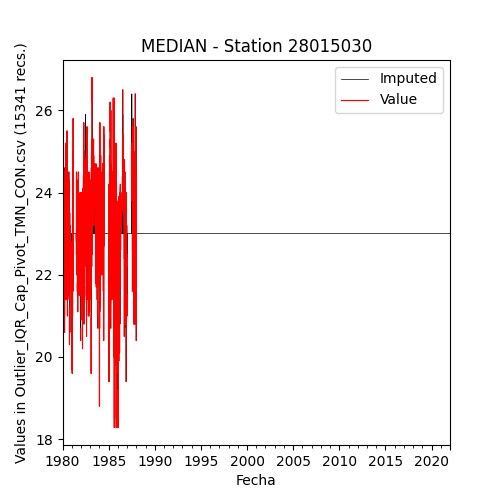 MEDIAN - Station 28015030
Imputed
Value
Values in Outlier_IQR_Cap_Pivot_TMN_CON.csv (15341 recs.)
26
24
22
20
18
1980 1985 1990 1995 2000 2005 2010 2015 2020
Fecha